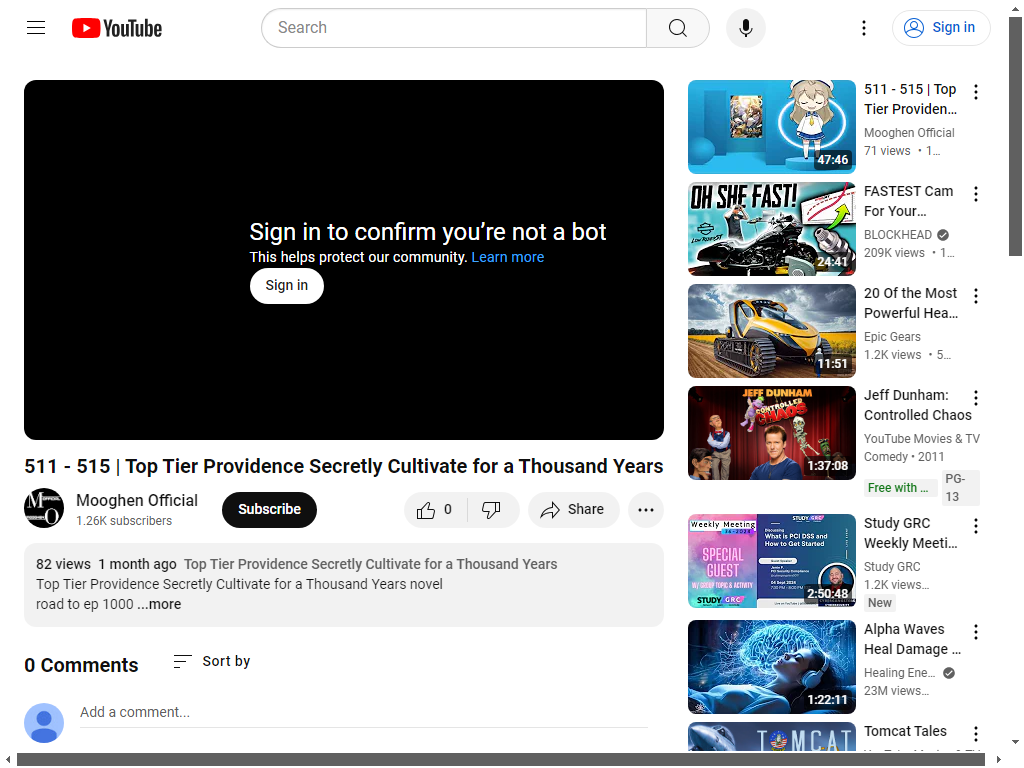 YouTube
Search
Sign in
Sign in to confirm you’re not a bot
This helps protect our community. Learn more
Sign in
511 - 515 | Top Tier Providence Secretly Cultivate for a Thousand Years
Mooghen Official
1.26K subscribers
Subscribe
0
Share
82 views 1 month ago Top Tier Providence Secretly Cultivate for a Thousand Years
Top Tier Providence Secretly Cultivate for a Thousand Years novel
road to ep 1000 ...more
0 Comments
Sort by
Add a comment...
47:46
511 - 515 | Top
Tier Providen...
Mooghen Official
71 views • 1...
OH SHE FAST!
24:41
FASTEST Cam
For Your...
BLOCKHEAD
209K views • 1...
11:51
20 Of the Most
Powerful Hea...
Epic Gears
1.2K views • 5...
JEFF DUNHAM
CONTROLLED
CHAOS
1:37:08
Jeff Dunham:
Controlled Chaos
YouTube Movies & TV
Comedy • 2011
Free with ...
PG-
13
Weekly Meeting
SPECIAL
GUEST
W/ GROUP TOPIC & ACTIVITY
STUDY GRC
What is PCI DSS and
How to Get Started
2:50:48
Study GRC
Weekly Meeti...
Study GRC
1.2K views...
New
1:22:11
Alpha Waves
Heal Damage ...
Healing Ene...
23M views...
TOMCAT
Tomcat Tales